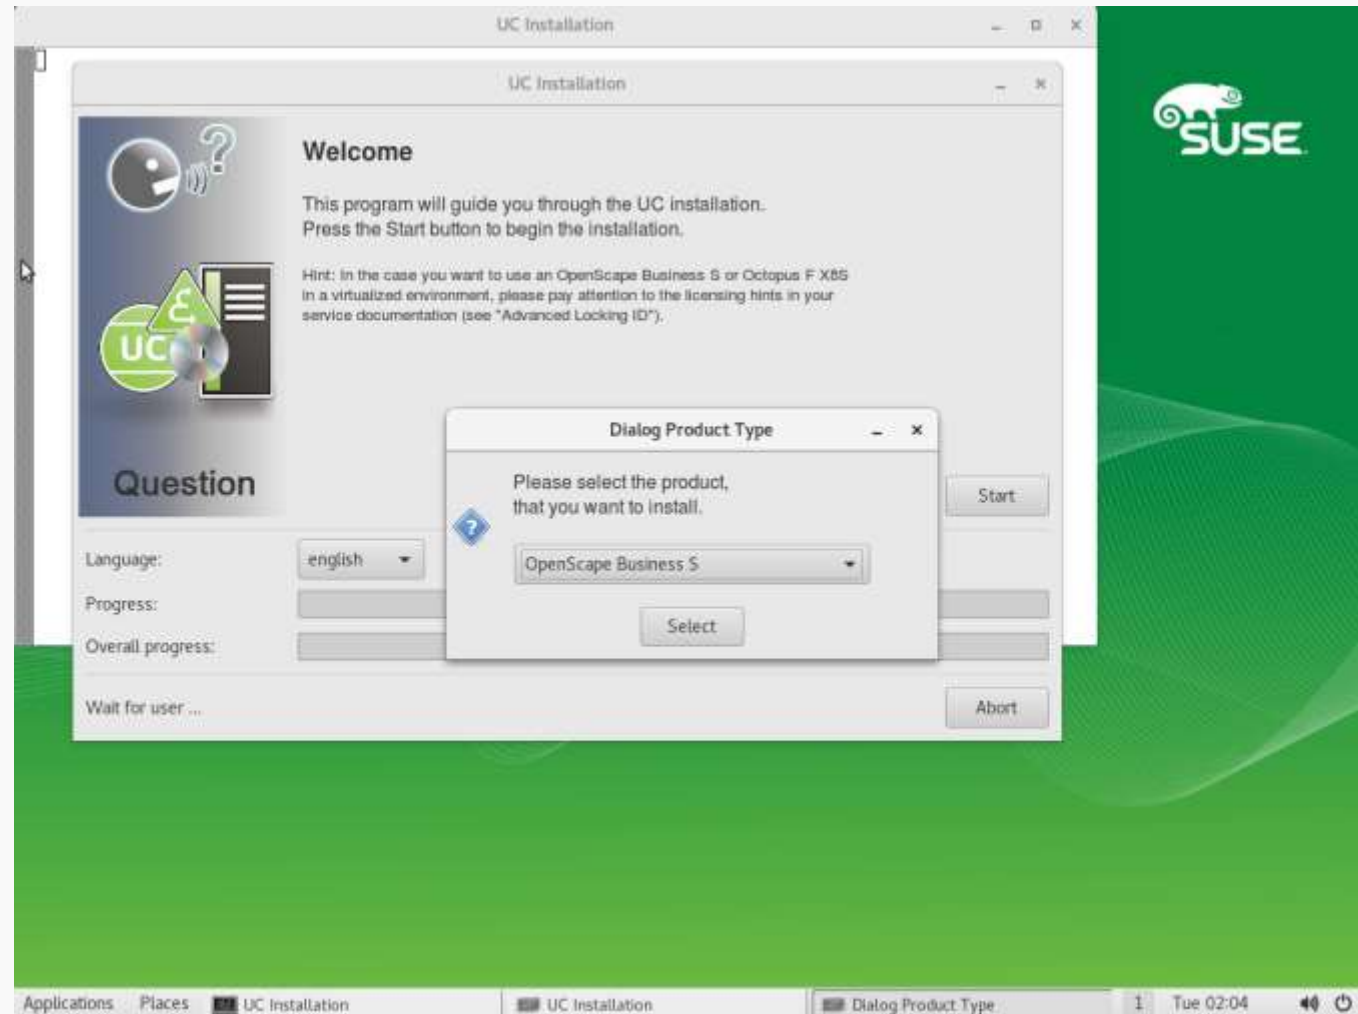 UC Installation
UC Installation
SUSE
Welcome
This program will guide you through the UC installation.
Press the Start button to begin the installation.
Hint: In the case you want to use an OpenScape Business S or Octopus F X8S
in a virtualized environment, please pay attention to the licensing hints in your
service documentation (see "Advanced Locking ID").
UC
Question
Dialog Product Type
Please select the product,
that you want to install.
OpenScape Business S
Select
Start
Language:
english
Progress:
Overall progress:
Wait for user ...
Abort
Applications Places UC Installation UC Installation Dialog Product Type 1 Tue 02:04